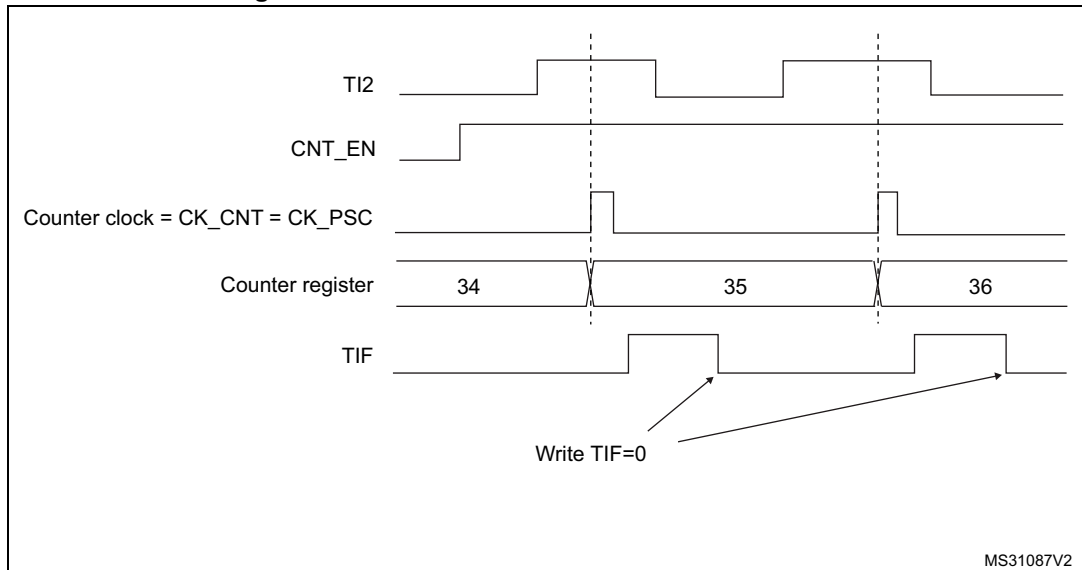 TI2
CNT_EN
Counter clock = CK_CNT = CK_PSC
Counter register 34 35 36
TIF
Write TIF=0
MS31087V2